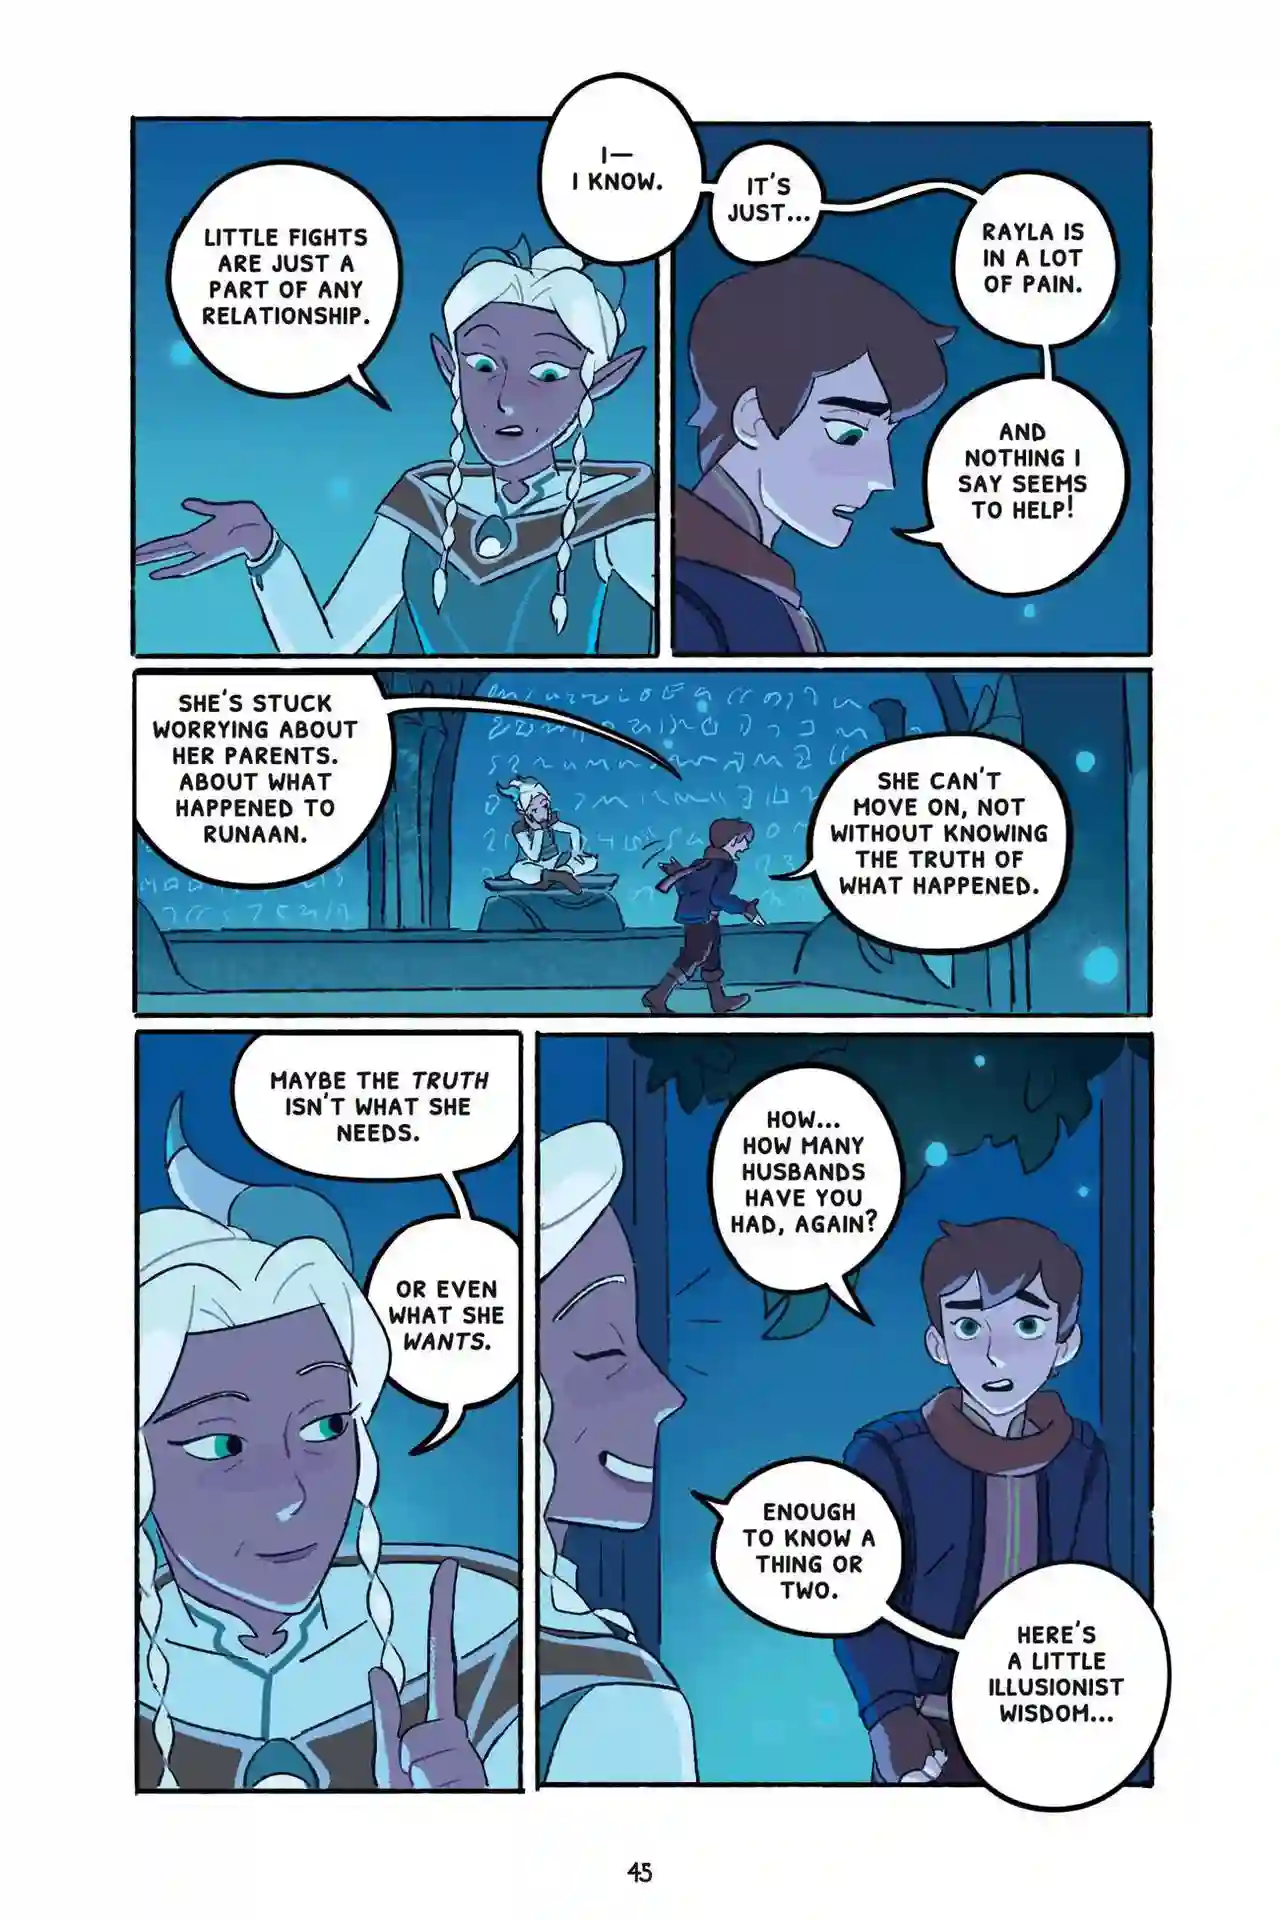 LITTLE FIGHTS
ARE JUST A
PART OF ANY
RELATIONSHIP.
I—
I KNOW.
IT'S
JUST...
RAYLA IS
IN A LOT
OF PAIN.
AND
NOTHING I
SAY SEEMS
TO HELP!
SHE'S STUCK
WORRYING ABOUT
HER PARENTS.
ABOUT WHAT
HAPPENED TO
RUNAAN.
SHE CAN'T
MOVE ON, NOT
WITHOUT KNOWING
THE TRUTH OF
WHAT HAPPENED.
MAYBE THE TRUTH
ISN'T WHAT SHE
NEEDS.
OR EVEN
WHAT SHE
WANTS.
HOW...
HOW MANY
HUSBANDS
HAVE YOU
HAD, AGAIN?
ENOUGH
TO KNOW A
THING OR
TWO.
HERE'S
A LITTLE
ILLUSIONIST
WISDOM...
45